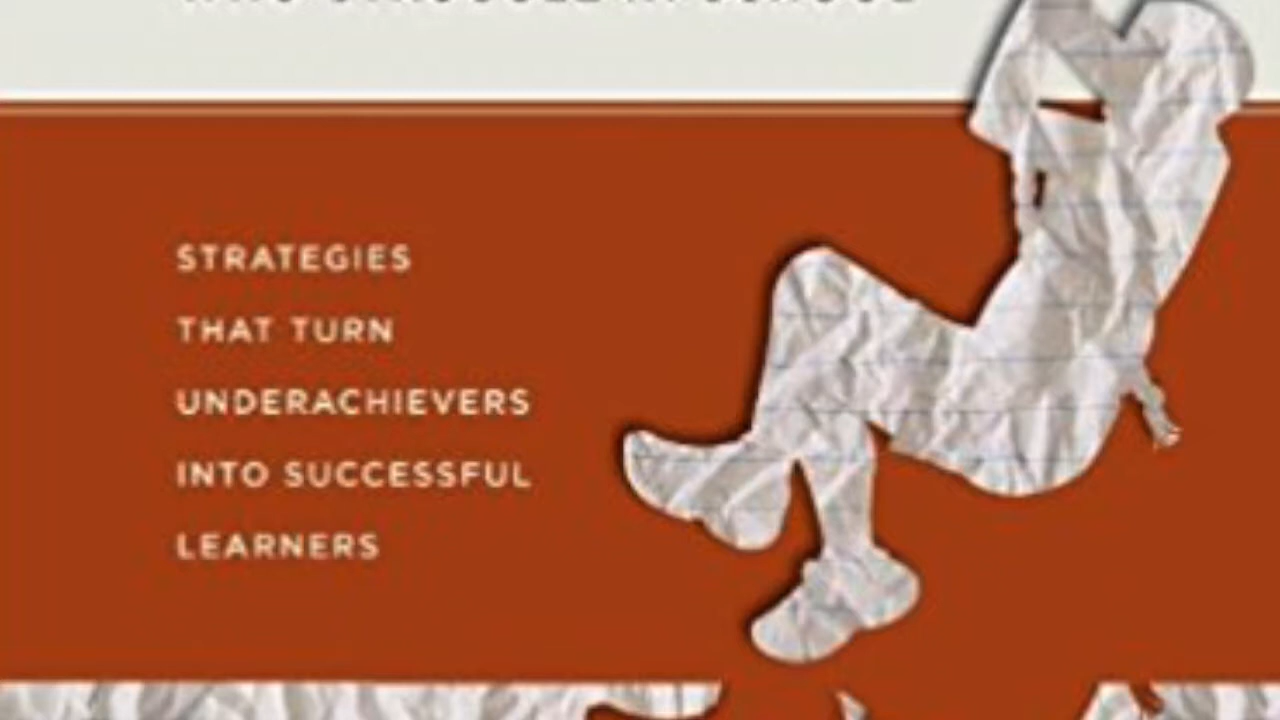 STRATEGIES
THAT TURN
UNDERACHIEVERS
INTO SUCCESSFUL
LEARNERS